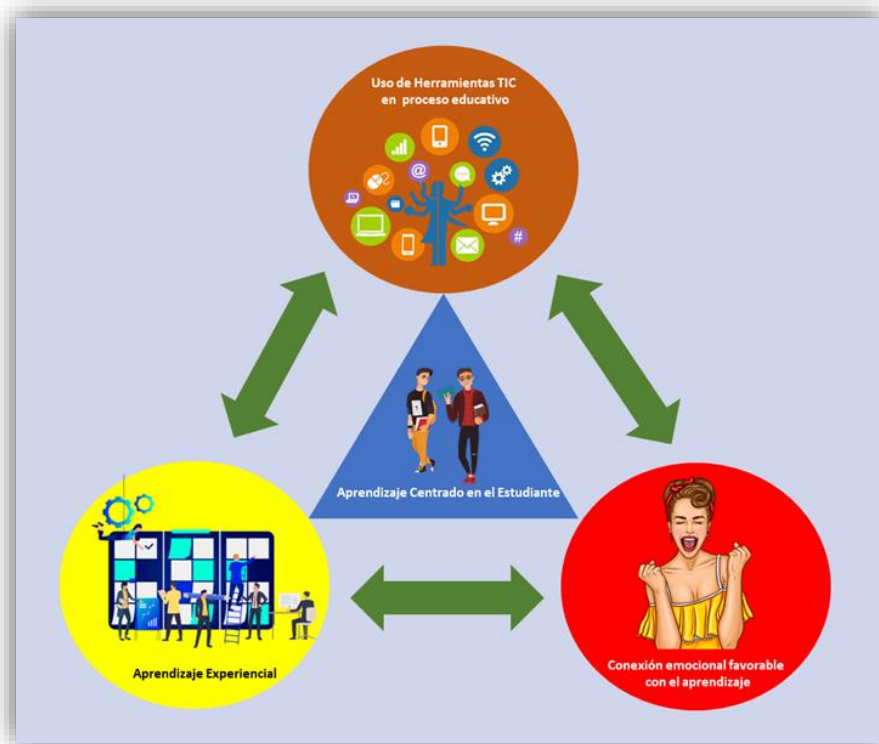 Uso de Herramientas TIC
en proceso educativo
@
#
Aprendizaje Centrado en el Estudiante
Aprendizaje Experiencial
Conexión emocional favorable
con el aprendizaje